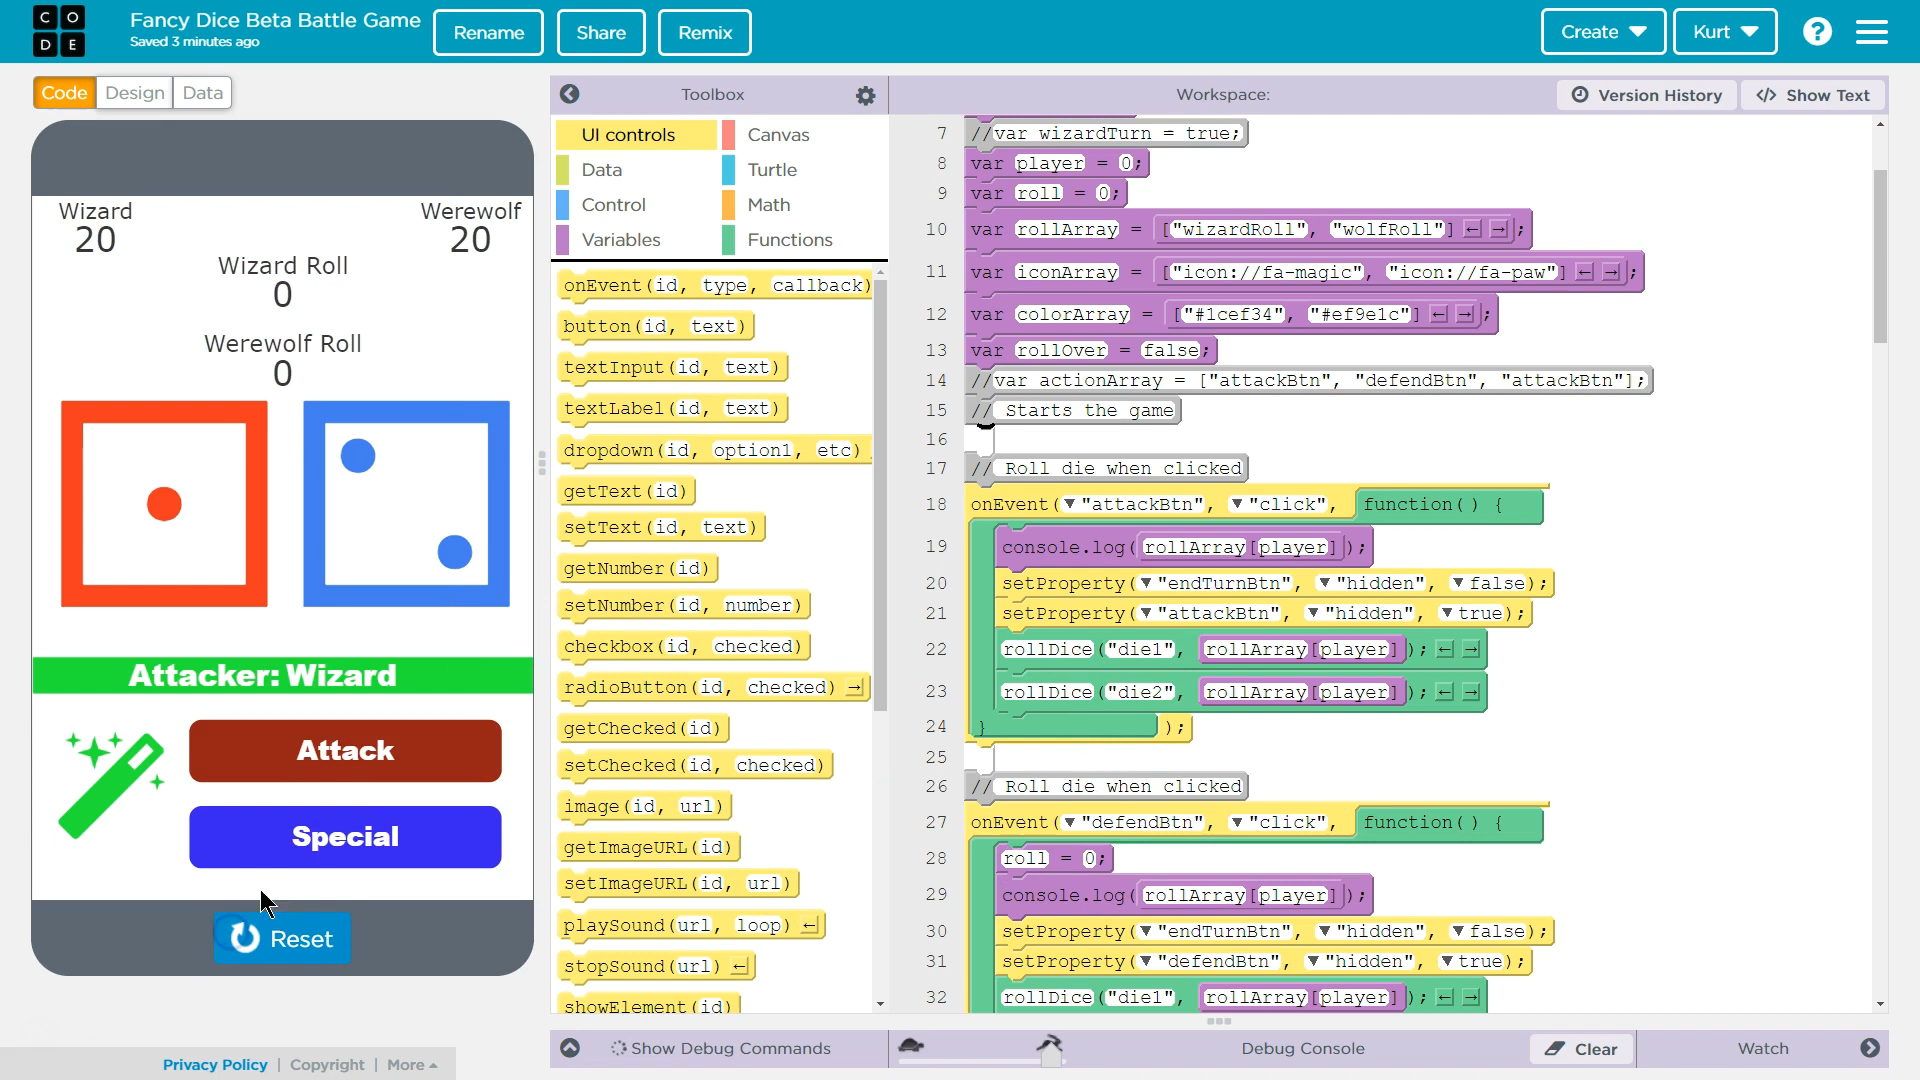 C O
D E
Fancy Dice Beta Battle Game
Saved 3 minutes ago
Rename
Share
Remix
Create
Kurt
?
Code
Design
Data
Wizard
20
Werewolf
20
Wizard Roll
0
Werewolf Roll
0
Attacker: Wizard
Attack
Special
Reset
Privacy Policy | Copyright | More
Toolbox
UI controls
Canvas
Data
Turtle
Control
Math
Variables
Functions
onEvent(id, type, callback)
button(id, text)
textInput(id, text)
textLabel(id, text)
dropdown(id, option1, etc)
getText(id)
setText(id, text)
getNumber(id)
setNumber(id, number)
checkbox(id, checked)
radioButton(id, checked)
getChecked(id)
setChecked(id, checked)
image(id, url)
getImageURL(id)
setImageURL(id, url)
playSound(url, loop)
stopSound(url)
showElement(id)
Workspace:
Version History
</> Show Text
7 //var wizardTurn = true;
8 var player = 0;
9 var roll = 0;
10 var rollArray = ["wizardRoll", "wolfRoll"];
11 var iconArray = ["icon://fa-magic", "icon://fa-paw"];
12 var colorArray = ["#1cef34", "#ef9e1c"];
13 var rollOver = false;
14 //var actionArray = ["attackBtn", "defendBtn", "attackBtn"];
15 // Starts the game
16
17 // Roll die when clicked
18 onEvent("attackBtn", "click", function() {
19 console.log(rollArray[player]);
20 setProperty("endTurnBtn", "hidden", false);
21 setProperty("attackBtn", "hidden", true);
22 rollDice("die1", rollArray[player]);
23 rollDice("die2", rollArray[player]);
24 });
25
26 // Roll die when clicked
27 onEvent("defendBtn", "click", function() {
28 roll = 0;
29 console.log(rollArray[player]);
30 setProperty("endTurnBtn", "hidden", false);
31 setProperty("defendBtn", "hidden", true);
32 rollDice("die1", rollArray[player]);
Show Debug Commands
Debug Console
Clear
Watch